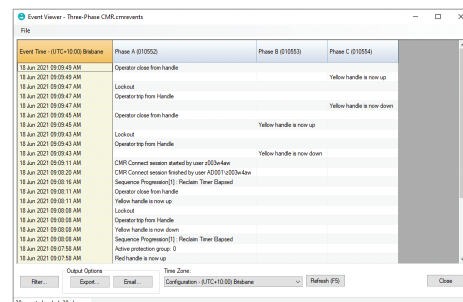 Event Viewer - Three-Phase CMR.cmrevents
File
Event Time - (UTC+10:00) Brisbane Phase A (010552) Phase B (010553) Phase C (010554)
18 Jun 2021 09:09:49 AM Operator close from handle
18 Jun 2021 09:09:49 AM Yellow handle is now up
18 Jun 2021 09:09:47 AM Lockout
18 Jun 2021 09:09:47 AM Operator trip from Handle
18 Jun 2021 09:09:47 AM Yellow handle is now down
18 Jun 2021 09:09:45 AM Operator close from handle
18 Jun 2021 09:09:45 AM Yellow handle is now up
18 Jun 2021 09:09:43 AM Lockout
18 Jun 2021 09:09:43 AM Operator trip from Handle
18 Jun 2021 09:09:43 AM Yellow handle is now down
18 Jun 2021 09:09:11 AM CMR Connect session started by user z003w4aw
18 Jun 2021 09:08:20 AM CMR Connect session finished by user AD001\z003w4aw
18 Jun 2021 09:08:16 AM Sequence Progression[1] : Reclaim Timer Elapsed
18 Jun 2021 09:08:11 AM Operator close from handle
18 Jun 2021 09:08:11 AM Yellow handle is now up
18 Jun 2021 09:08:08 AM Lockout
18 Jun 2021 09:08:08 AM Operator trip from Handle
18 Jun 2021 09:08:08 AM Yellow handle is now down
18 Jun 2021 09:08:08 AM Sequence Progression[1] : Reclaim Timer Elapsed
18 Jun 2021 09:07:58 AM Active protection group: 0
18 Jun 2021 09:07:58 AM Red handle is now up
Output Options Time Zone:
Filter... Export... Email... Configuration - (UTC+10:00) Brisbane Refresh (F5) Close